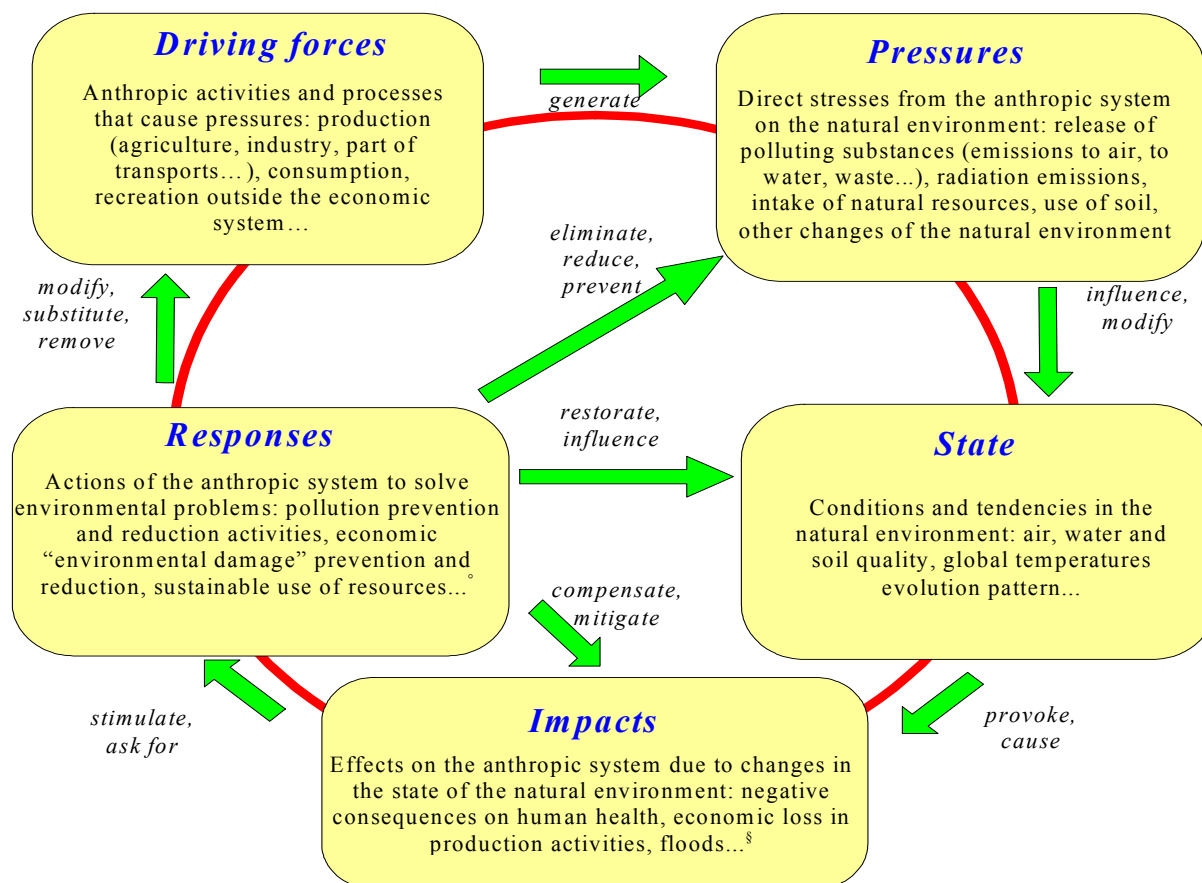 Driving forces
Anthropic activities and processes
that cause pressures: production
(agriculture, industry, part of
transports…), consumption,
recreation outside the economic
system…
generate
Pressures
Direct stresses from the anthropic system
on the natural environment: release of
polluting substances (emissions to air, to
water, waste...), radiation emissions,
intake of natural resources, use of soil,
other changes of the natural environment
modify,
substitute,
remove
eliminate,
reduce,
prevent
influence,
modify
Responses
Actions of the anthropic system to solve
environmental problems: pollution prevention
and reduction activities, economic
“environmental damage” prevention and
reduction, sustainable use of resources...°
restorate,
influence
State
Conditions and tendencies in the
natural environment: air, water and
soil quality, global temperatures
evolution pattern...
compensate,
mitigate
stimulate,
ask for
Impacts
Effects on the anthropic system due to changes in
the state of the natural environment: negative
consequences on human health, economic loss in
production activities, floods...§
provoke,
cause